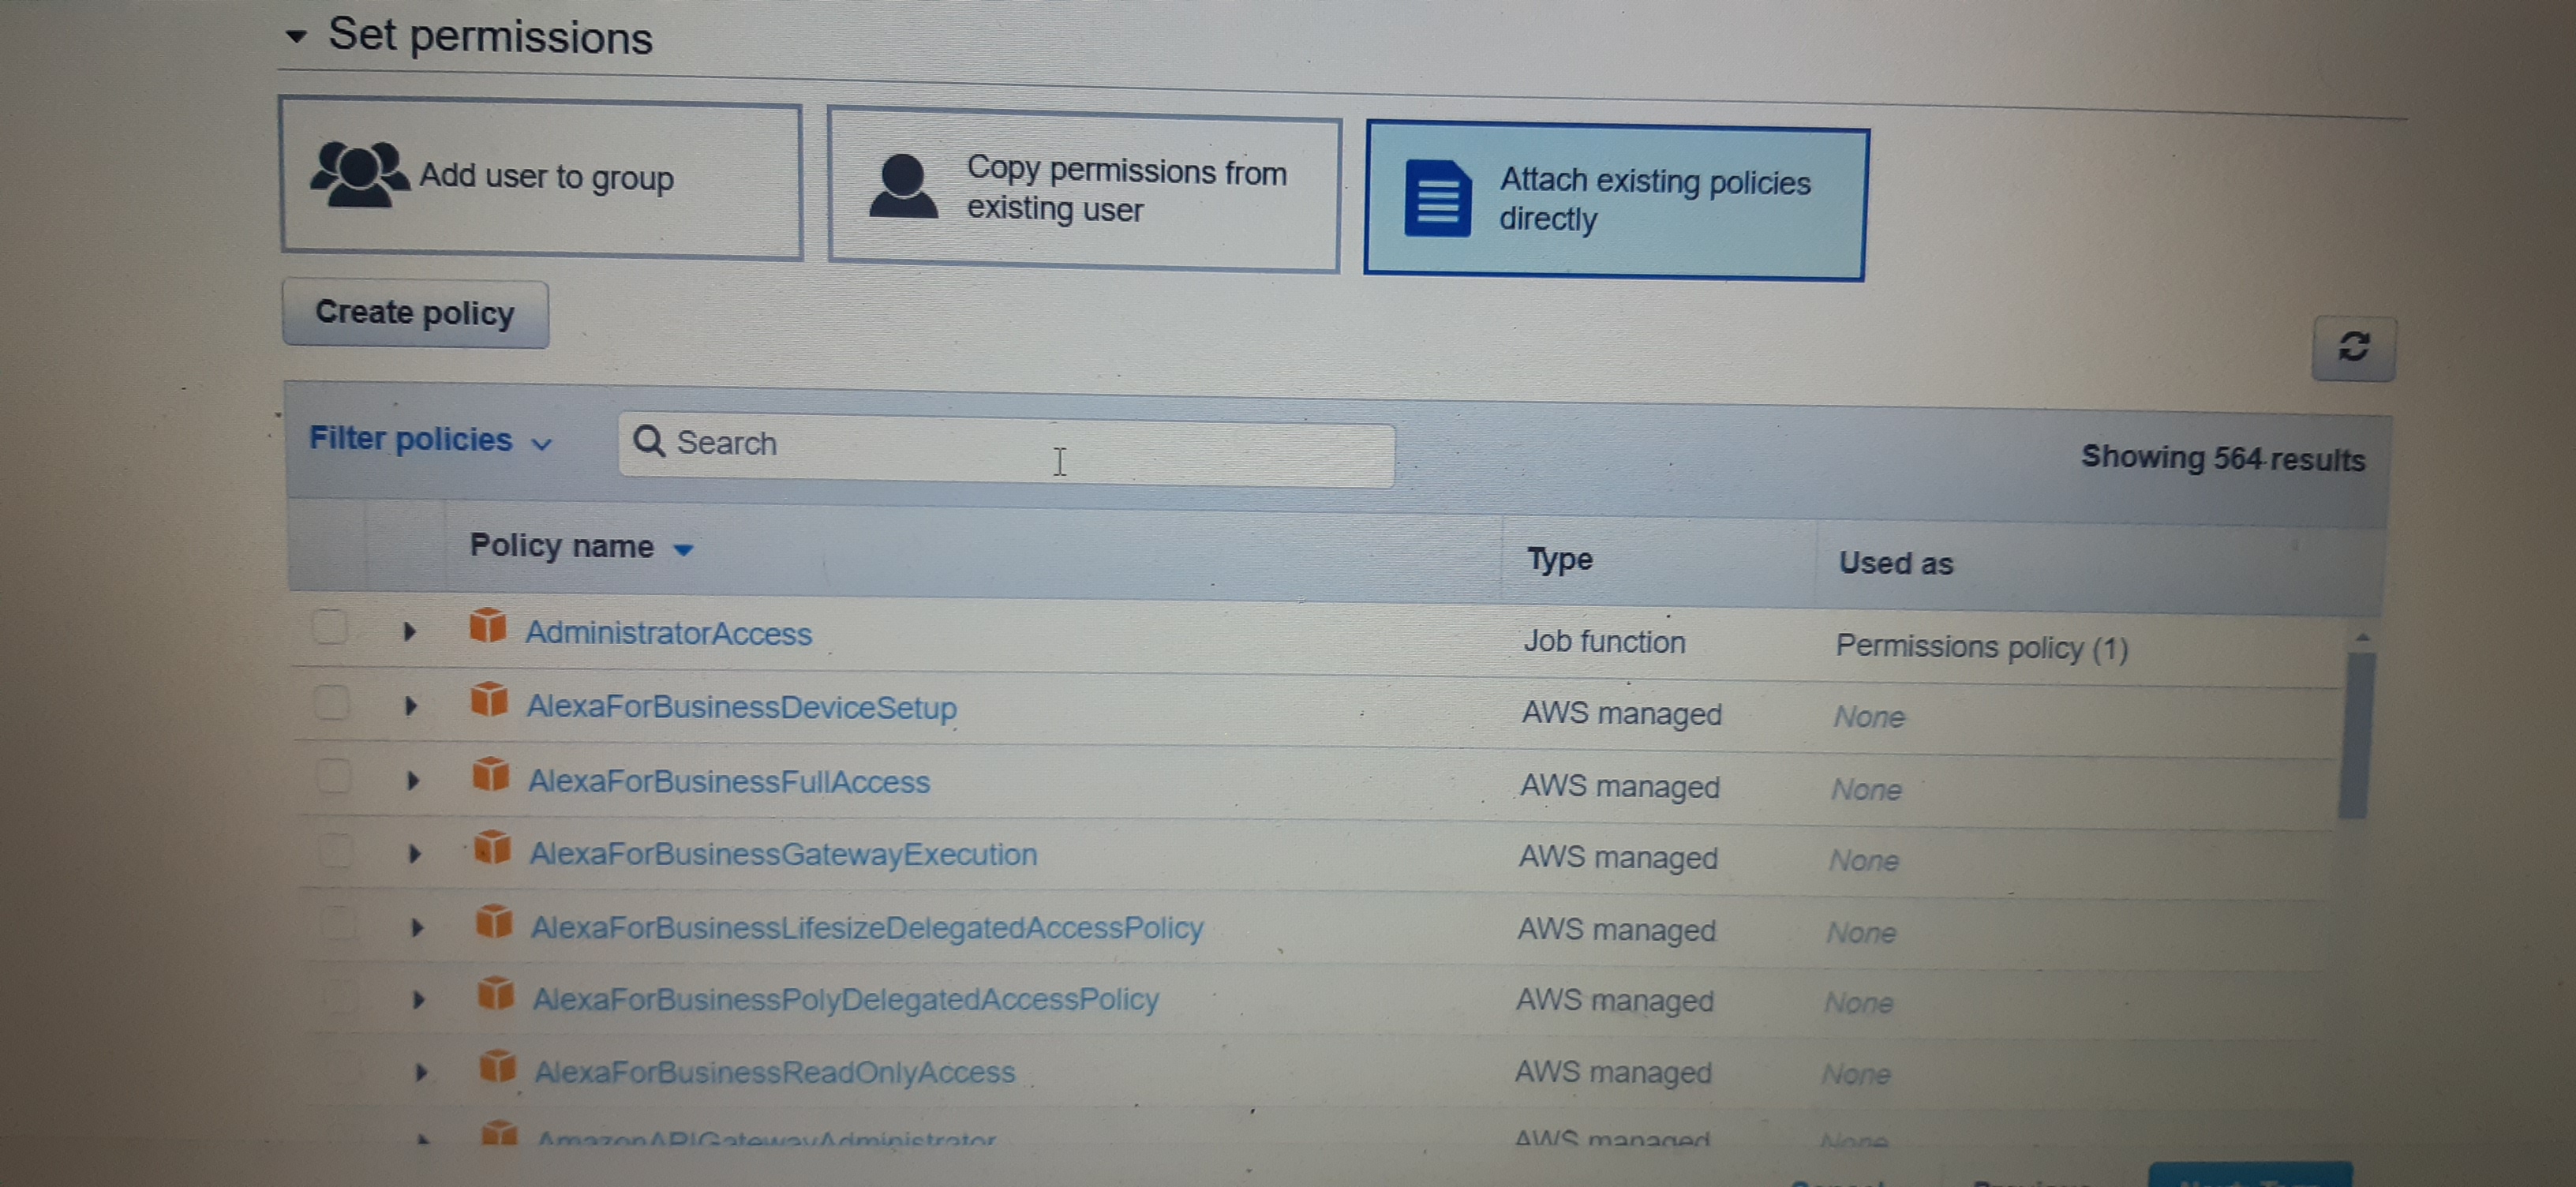 Set permissions
Add user to group
Copy permissions from
existing user
Attach existing policies
directly
Create policy
Filter policies
Search
Showing 564 results
Policy name
Type
Used as
AdministratorAccess
Job function
Permissions policy (1)
AlexaForBusinessDeviceSetup
AWS managed
None
AlexaForBusinessFullAccess
AWS managed
None
AlexaForBusinessGatewayExecution
AWS managed
None
AlexaForBusinessLifesizeDelegatedAccessPolicy
AWS managed
None
AlexaForBusinessPolyDelegatedAccessPolicy
AWS managed
None
AlexaForBusinessReadOnlyAccess
AWS managed
None
AmazonAPIGatewayAdministrator
AWS managed
None